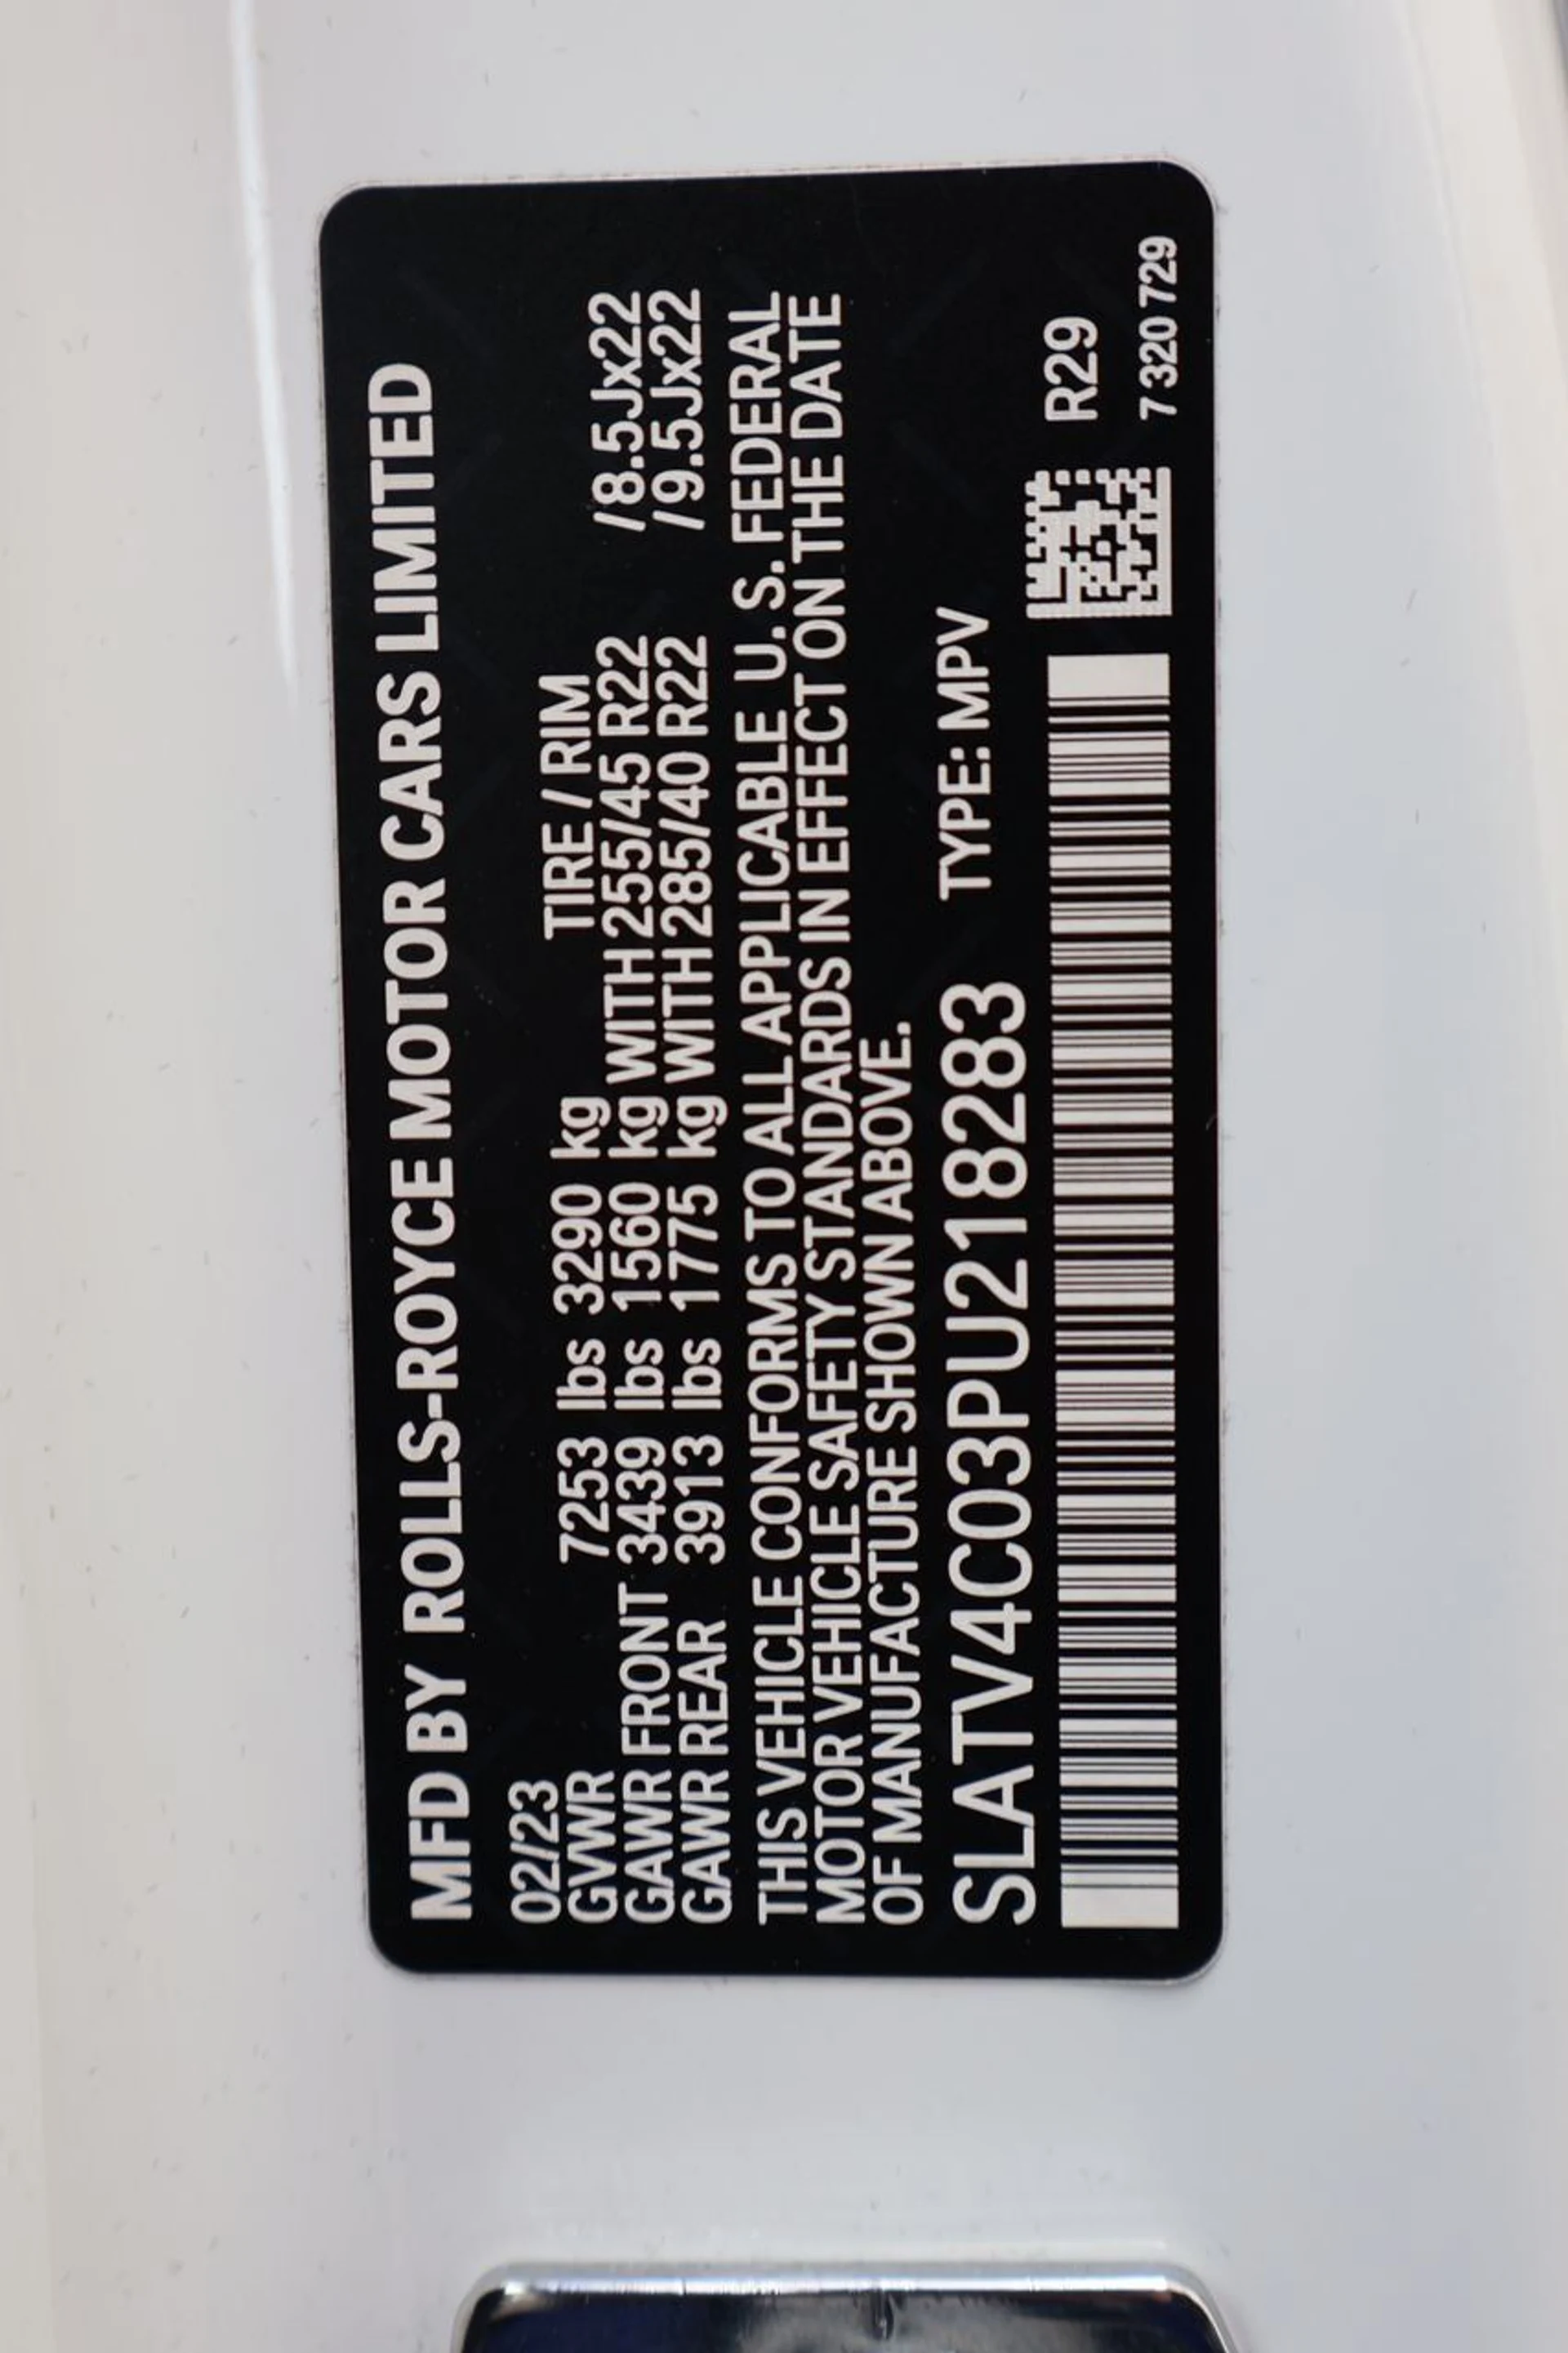 MFD BY ROLLS-ROYCE MOTOR CARS LIMITED
02/23 TIRE / RIM
GVWR 7253 lbs 3290 kg
GAWR FRONT 3439 lbs 1560 kg WITH 255/45 R22 /8.5Jx22
GAWR REAR 3913 lbs 1775 kg WITH 285/40 R22 /9.5Jx22
THIS VEHICLE CONFORMS TO ALL APPLICABLE U. S. FEDERAL
MOTOR VEHICLE SAFETY STANDARDS IN EFFECT ON THE DATE
OF MANUFACTURE SHOWN ABOVE.
SLATV4C03PU218283 TYPE: MPV
R29
7 320 729